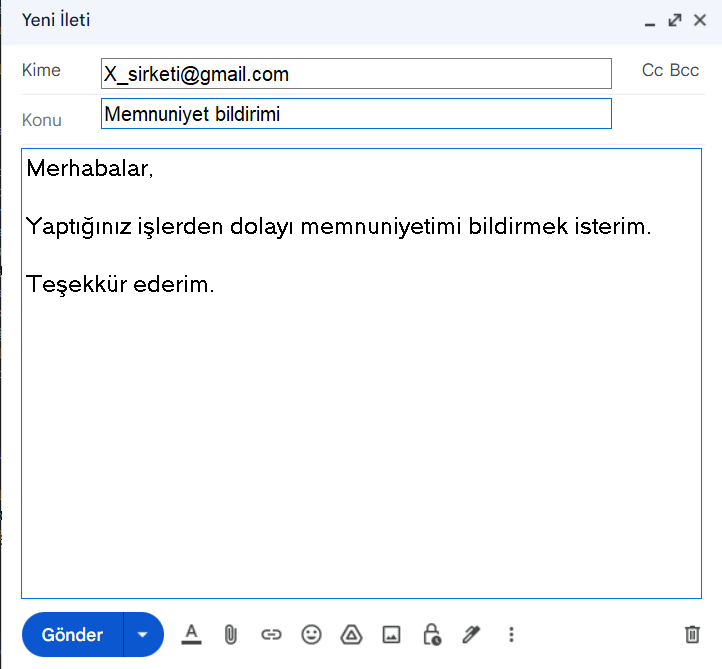 Yeni İleti
Kime X_sirketi@gmail.com Cc Bcc
Konu Memnuniyet bildirimi
Merhabalar,
Yaptığınız işlerden dolayı memnuniyetimi bildirmek isterim.
Teşekkür ederim.
Gönder